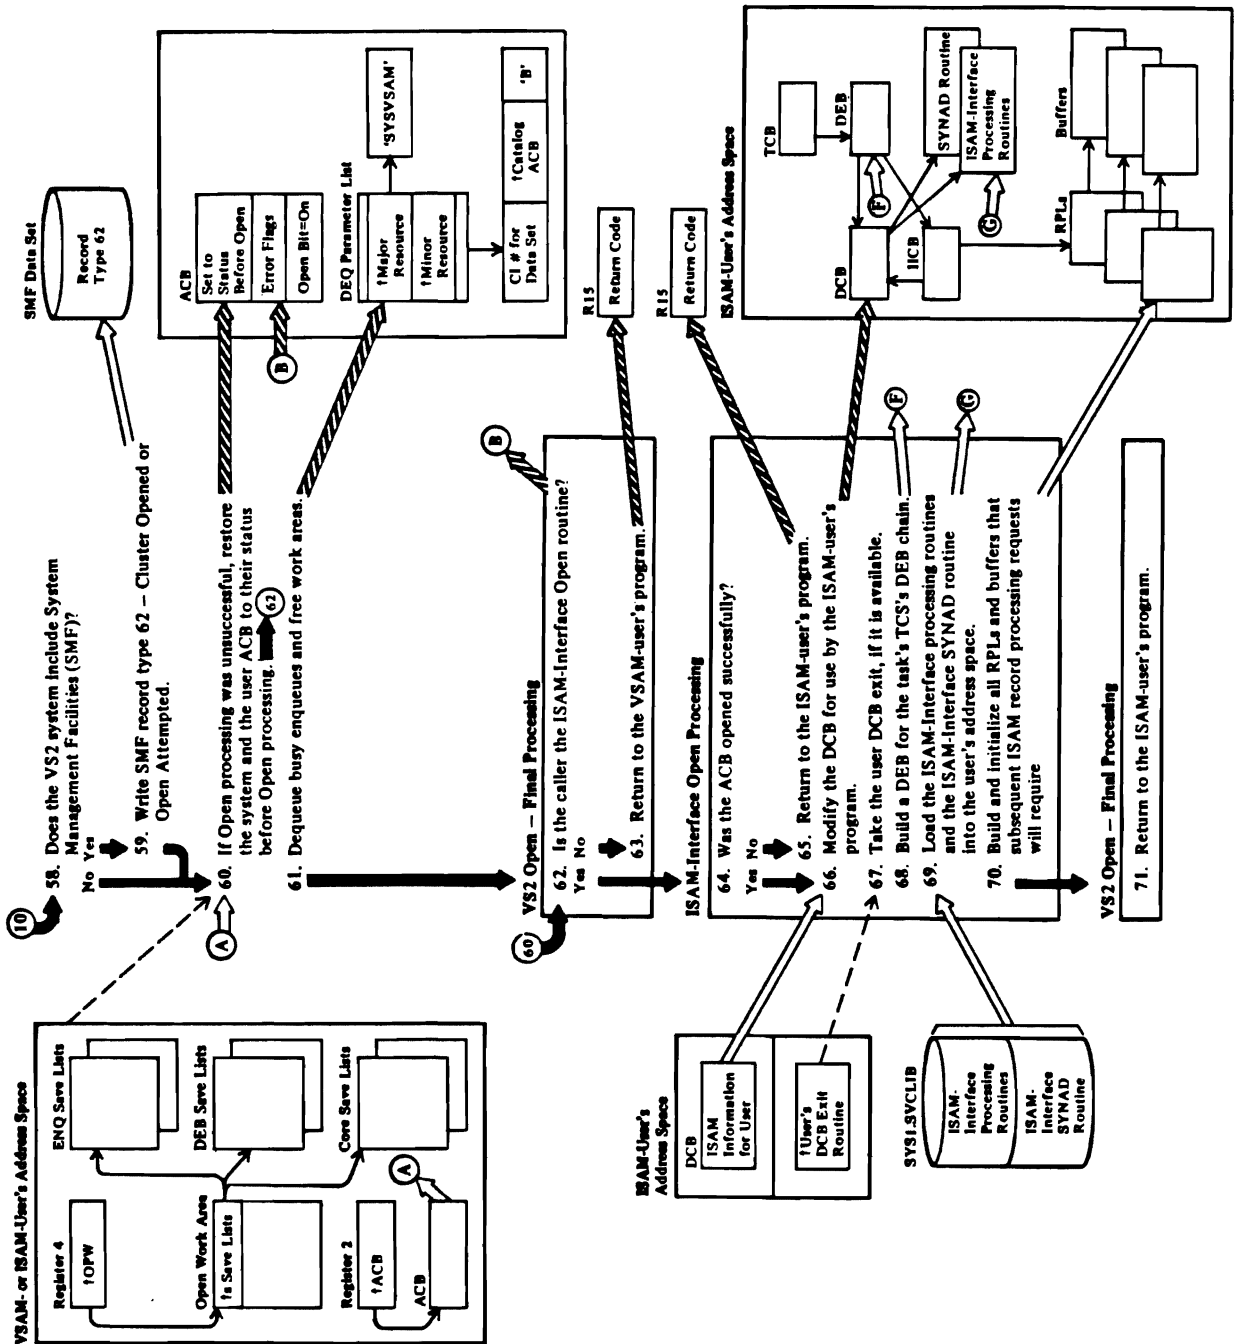 VSAM- or ISAM-User's Address Space
Register 4
↑OPW
Open Work Area
↑s Save Lists
Register 2
↑ACB
ACB
ENQ Save Lists
DEB Save Lists
Core Save Lists
A
10
58. Does the VS2 system include System
Management Facilities (SMF)?
No Yes
59. Write SMF record type 62 – Cluster Opened or
Open Attempted.
A
60. If Open processing was unsuccessful, restore
the system and the user ACB to their status
before Open processing.
62
61. Dequeue busy enqueues and free work areas.
SMF Data Set
Record
Type 62
ACB
Set to
Status
Before Open
Error Flags
Open Bit=On
B
DEQ Parameter List
↑Major
Resource
↑Minor
Resource
'SYSVSAM'
CI # for
Data Set
↑Catalog
ACB
'B'
VS2 Open – Final Processing
60
62. Is the caller the ISAM-Interface Open routine?
Yes No
63. Return to the VSAM-user's program.
B
R15
Return Code
ISAM-Interface Open Processing
64. Was the ACB opened successfully?
Yes No
65. Return to the ISAM-user's program.
66. Modify the DCB for use by the ISAM-user's
program.
67. Take the user DCB exit, if it is available.
68. Build a DEB for the task's TCS's DEB chain.
F
69. Load the ISAM-Interface processing routines
and the ISAM-Interface SYNAD routine
into the user's address space.
G
70. Build and initialize all RPLs and buffers that
subsequent ISAM record processing requests
will require
R15
Return Code
ISAM-User's
Address Space
DCB
ISAM
Information
for User
↑User's
DCB Exit
Routine
SYS1.SVCLIB
ISAM-
Interface
Processing
Routines
ISAM-
Interface
SYNAD
Routine
ISAM-User's Address Space
TCB
DEB
DCB
F
IICB
SYNAD Routine
ISAM-Interface
Processing
Routines
G
RPLs
Buffers
VS2 Open – Final Processing
71. Return to the ISAM-user's program.